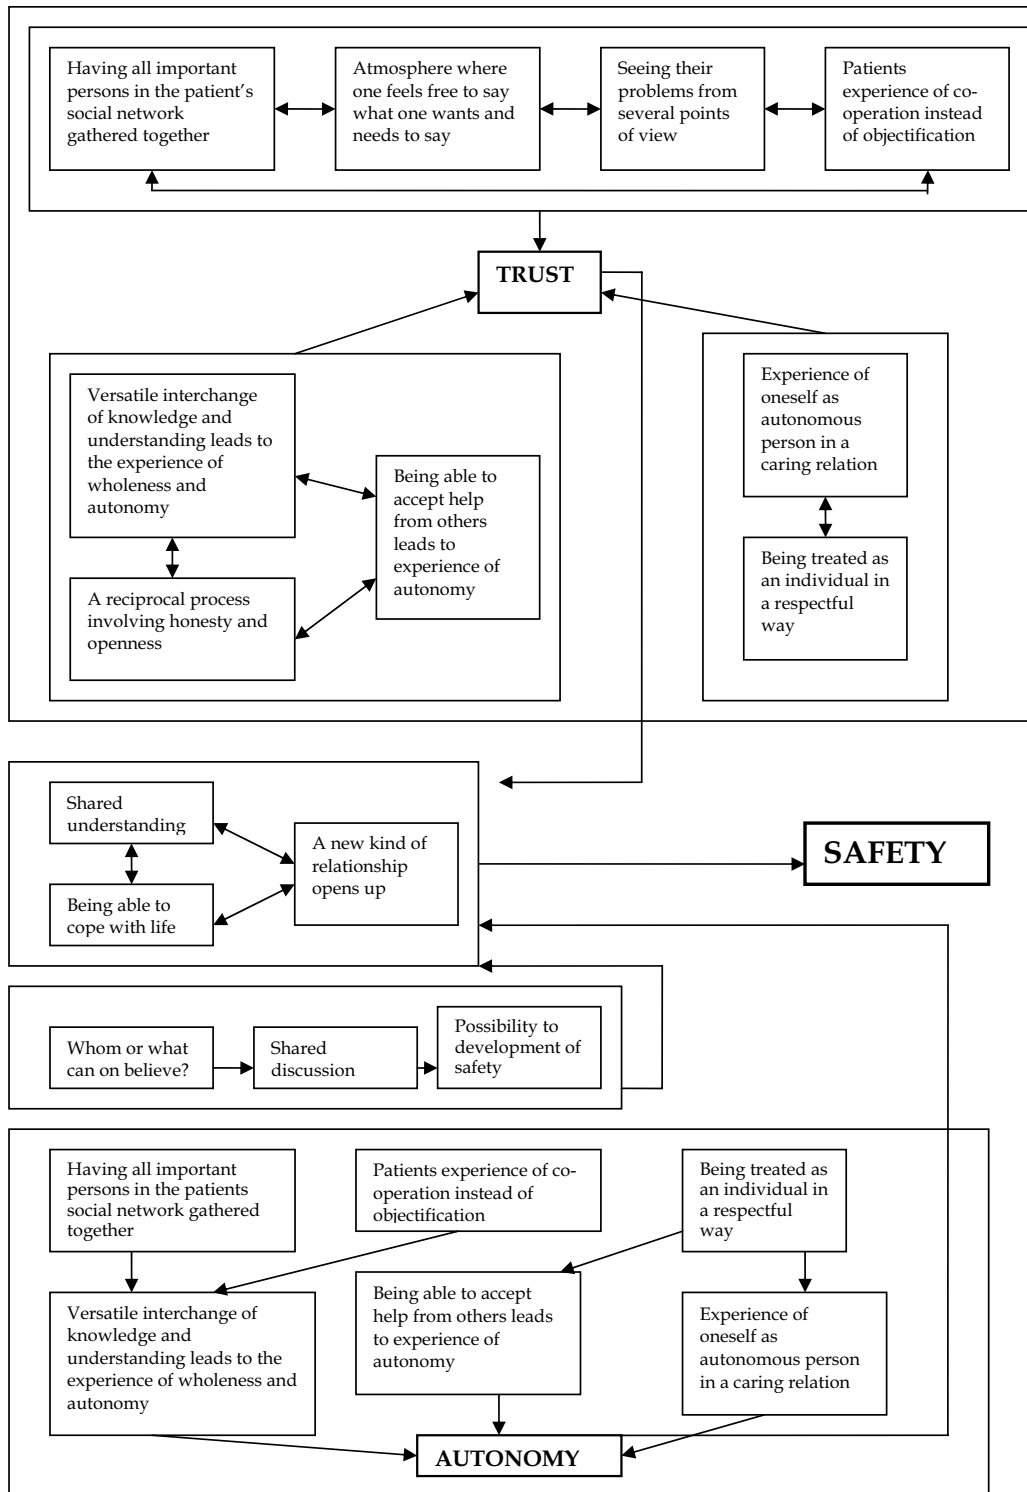 Having all important
persons in the patient's
social network
gathered together
Atmosphere where
one feels free to say
what one wants and
needs to say
Seeing their
problems from
several points
of view
Patients
experience of co-
operation instead
of objectification
TRUST
Versatile interchange
of knowledge and
understanding leads to
the experience of
wholeness and
autonomy
Being able to
accept help
from others
leads to
experience of
autonomy
A reciprocal process
involving honesty and
openness
Experience of
oneself as
autonomous
person in a
caring relation
Being treated as
an individual in
a respectful
way
Shared
understanding
Being able to
cope with life
A new kind of
relationship
opens up
SAFETY
Whom or what
can on believe?
Shared
discussion
Possibility to
development of
safety
Having all important
persons in the patients
social network gathered
together
Patients experience of co-
operation instead of
objectification
Being treated as
an individual in
a respectful
way
Versatile interchange of
knowledge and
understanding leads to the
experience of wholeness and
autonomy
Being able to accept
help from others leads
to experience of
autonomy
Experience of
oneself as
autonomous person
in a caring relation
AUTONOMY